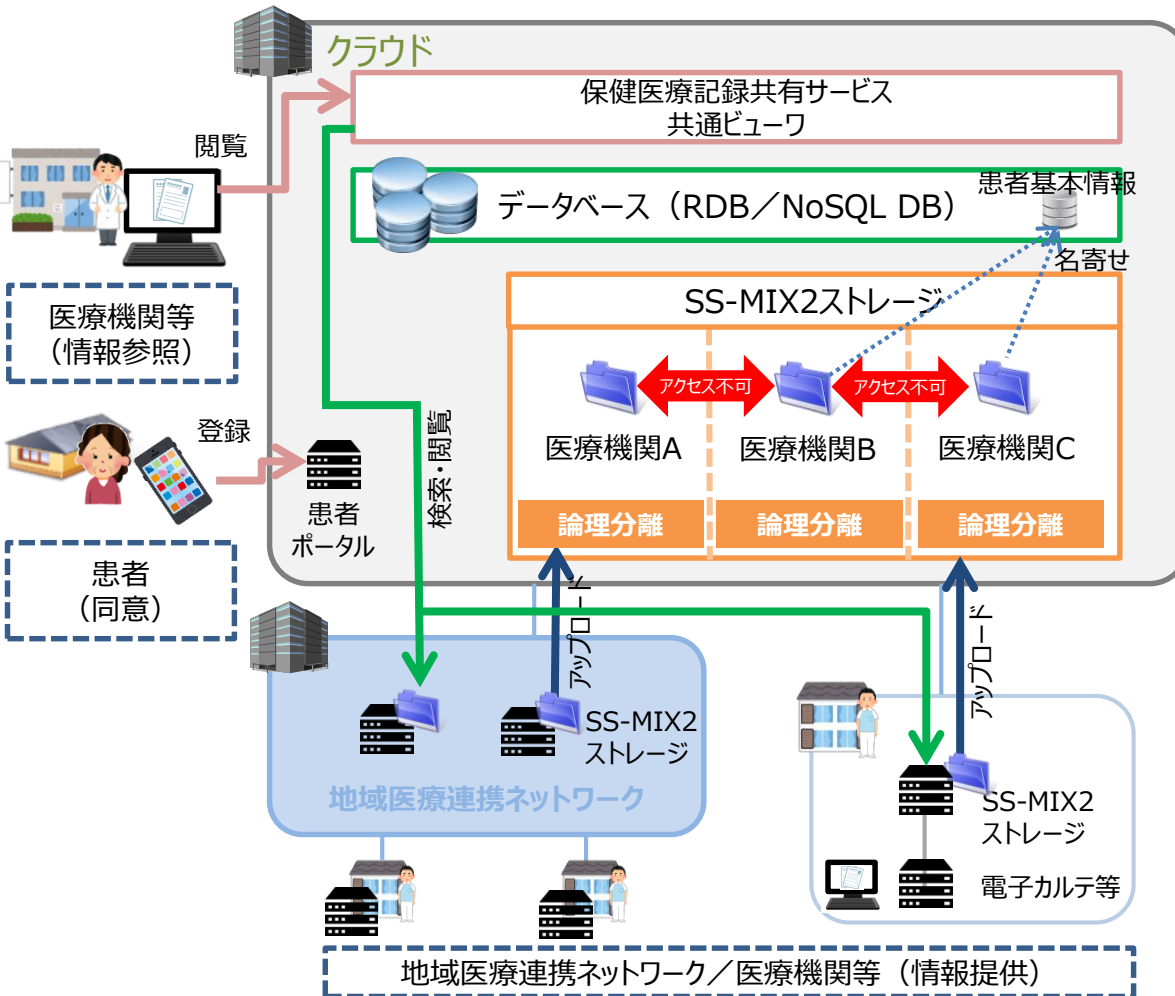 クラウド
保健医療記録共有サービス
共通ビューワ
閲覧
データベース（RDB／NoSQL DB）
患者基本情報
名寄せ
医療機関等
（情報参照）
SS-MIX2ストレージ
アクセス不可
アクセス不可
医療機関A
医療機関B
医療機関C
論理分離
論理分離
論理分離
登録
患者
ポータル
検索・閲覧
患者
（同意）
アップロード
アップロード
SS-MIX2
ストレージ
地域医療連携ネットワーク
SS-MIX2
ストレージ
電子カルテ等
地域医療連携ネットワーク／医療機関等（情報提供）